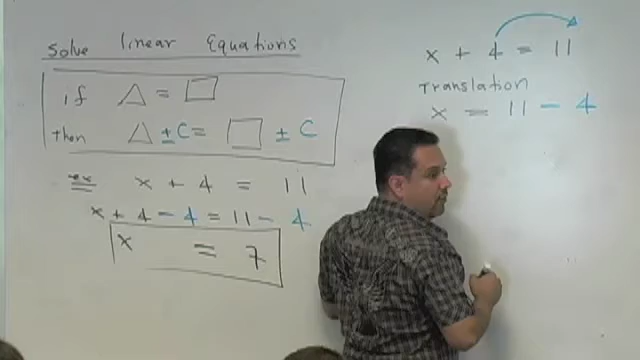 Solve linear Equations
if △ = □
then △ ± C = □ ± C
ex x + 4 = 11
x + 4 - 4 = 11 - 4
x = 7
x + 4 = 11
Translation
x = 11 - 4